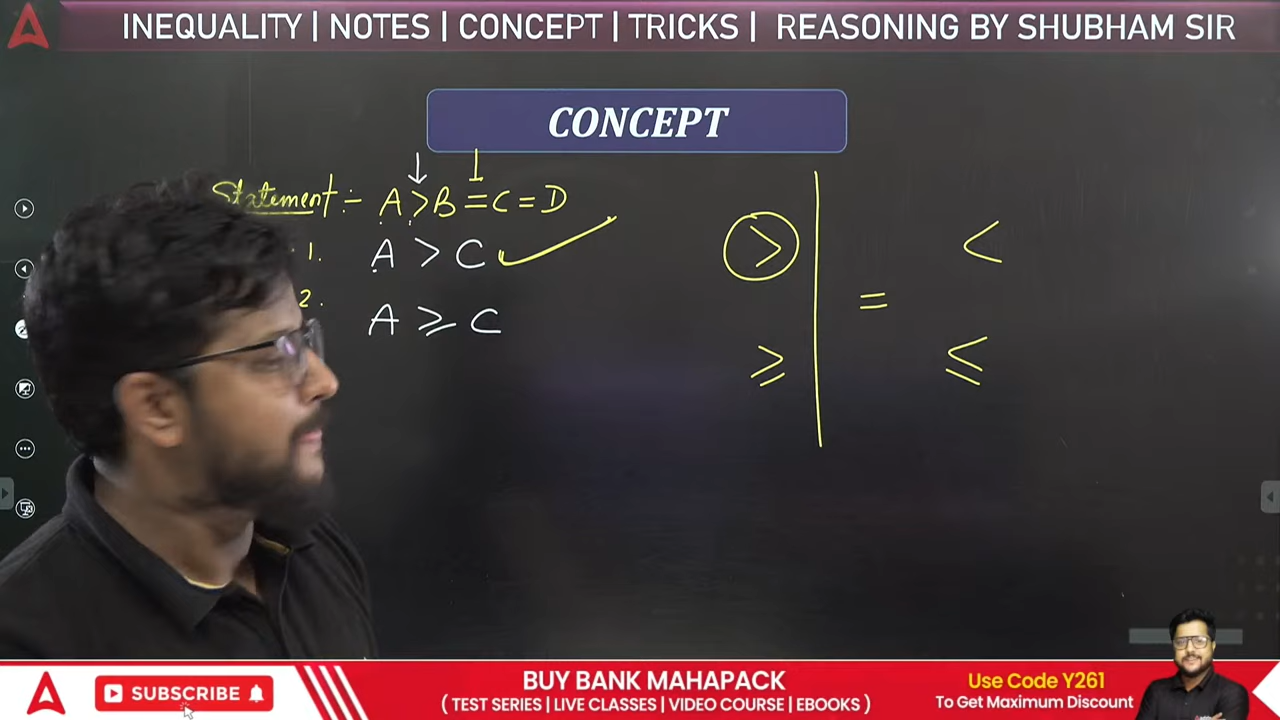 INEQUALITY | NOTES | CONCEPT | TRICKS | REASONING BY SHUBHAM SIR
CONCEPT
Statement :- A > B = C = D
1. A > C ✓
2. A ≥ C
> <
=
≥ ≤
SUBSCRIBE
BUY BANK MAHAPACK
( TEST SERIES | LIVE CLASSES | VIDEO COURSE | EBOOKS )
Use Code Y261
To Get Maximum Discount